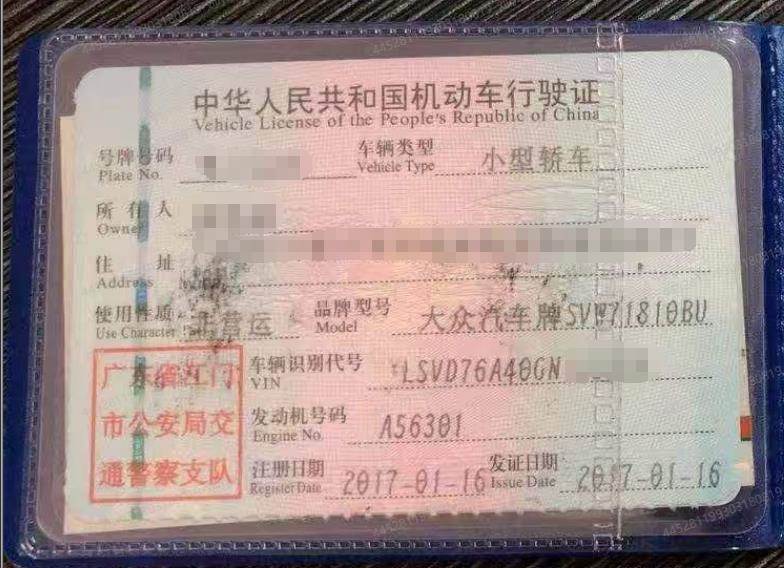 中华人民共和国机动车行驶证
Vehicle License of the People's Republic of China
号牌号码 车辆类型 小型轿车
Plate No. Vehicle Type
所有人
Owner
住址
Address
使用性质 营运 品牌型号 大众汽车牌SVW71810BU
Use Character Model
广东省江门 车辆识别代号 LSVD76A40GN
VIN
市公安局交 发动机号码 A56301
Engine No.
通警察支队 注册日期 2017-01-16 发证日期 2017-01-16
Register Date Issue Date